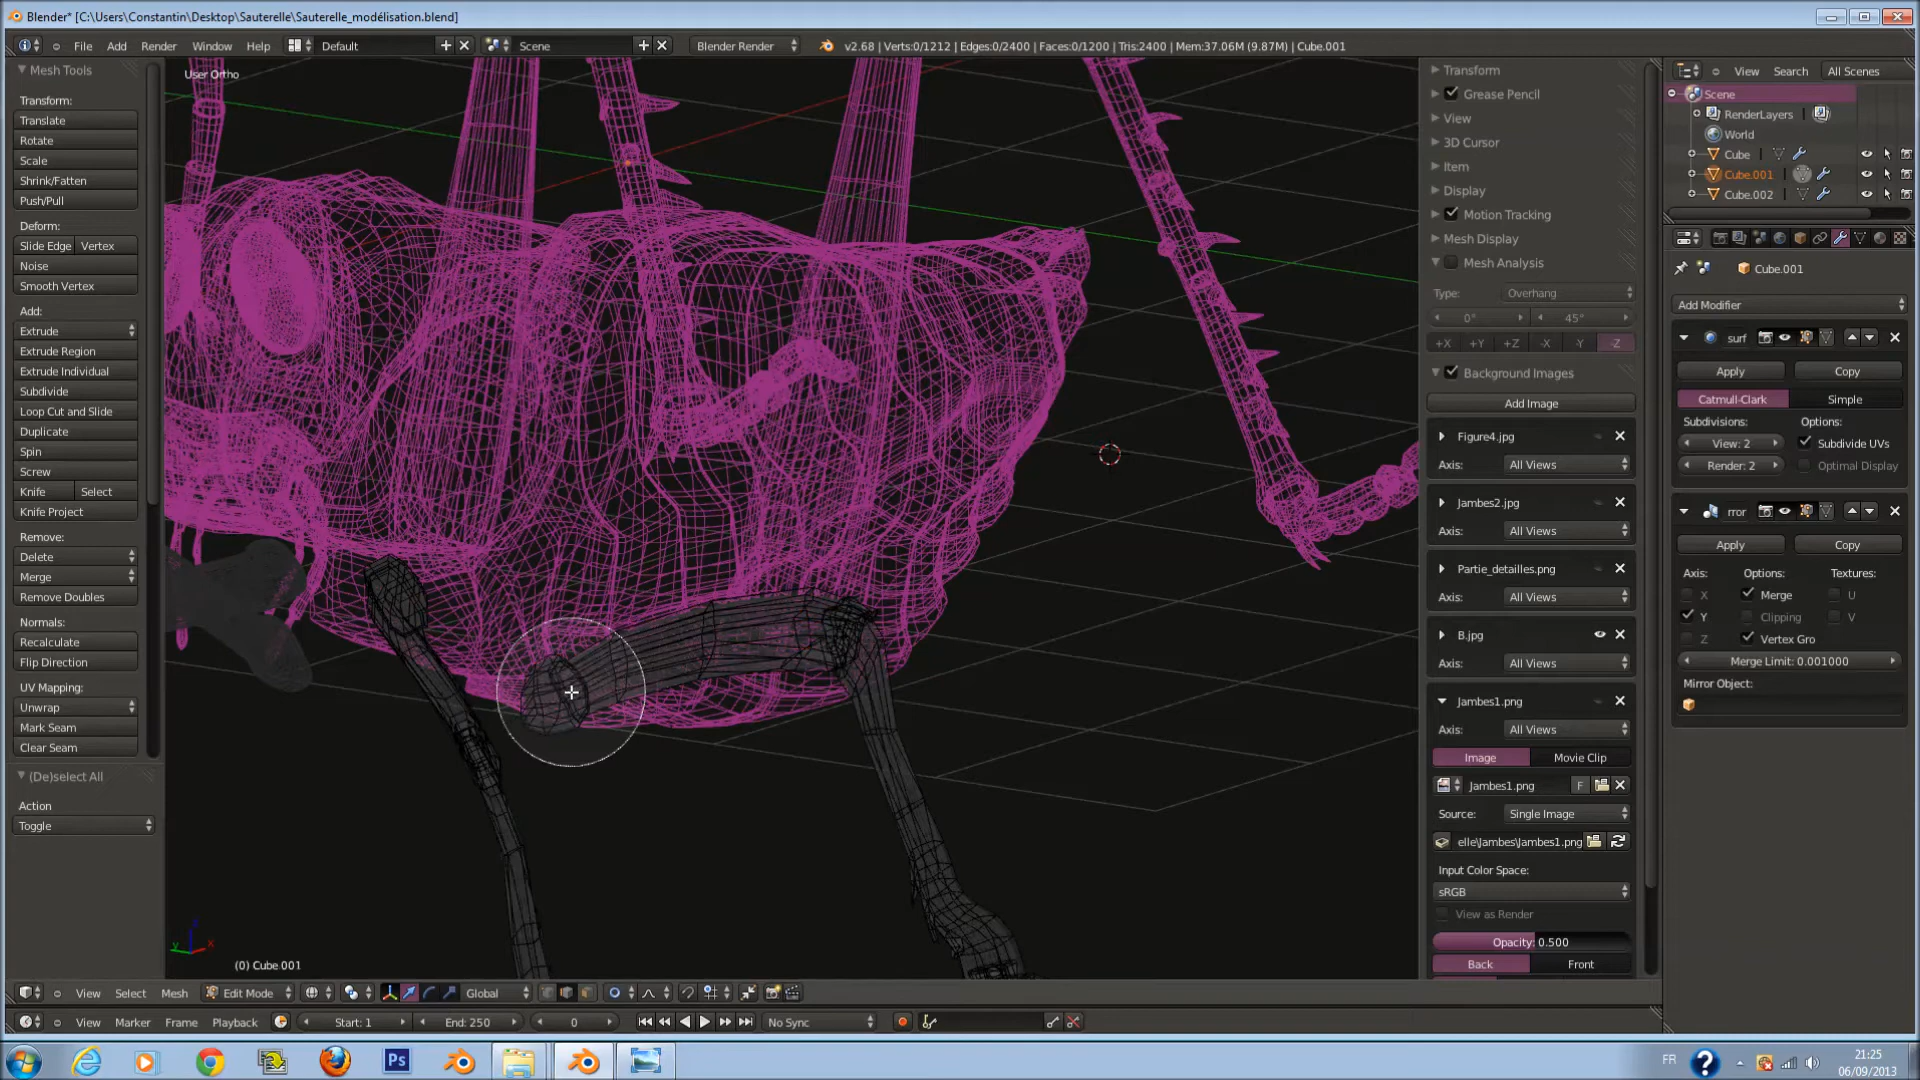 Blender* [C:\Users\Constantin\Desktop\Sauterelle\Sauterelle_modélisation.blend]
File Add Render Window Help Default Scene Blender Render v2.68 | Verts:0/1212 | Edges:0/2400 | Faces:0/1200 | Tris:2400 | Mem:37.06M (9.87M) | Cube.001
Mesh Tools
Transform:
Translate
Rotate
Scale
Shrink/Fatten
Push/Pull
Deform:
Slide Edge Vertex
Noise
Smooth Vertex
Add:
Extrude
Extrude Region
Extrude Individual
Subdivide
Loop Cut and Slide
Duplicate
Spin
Screw
Knife Select
Knife Project
Remove:
Delete
Merge
Remove Doubles
Normals:
Recalculate
Flip Direction
UV Mapping:
Unwrap
Mark Seam
Clear Seam
(De)select All
Action
Toggle
User Ortho
(0) Cube.001
Transform
Grease Pencil
View
3D Cursor
Item
Display
Motion Tracking
Mesh Display
Mesh Analysis
Type: Overhang
0° 45°
+X +Y +Z -X -Y -Z
Background Images
Add Image
Figure4.jpg
Axis: All Views
Jambes2.jpg
Axis: All Views
Partie_detailles.png
Axis: All Views
B.jpg
Axis: All Views
Jambes1.png
Axis: All Views
Image Movie Clip
Jambes1.png F
Source: Single Image
elle\Jambes\Jambes1.png
Input Color Space:
sRGB
View as Render
Opacity: 0.500
Back Front
View Search All Scenes
Scene
RenderLayers
World
Cube
Cube.001
Cube.002
Cube.001
Add Modifier
surf
Apply Copy
Catmull-Clark Simple
Subdivisions: Options:
View: 2 Subdivide UVs
Render: 2 Optimal Display
rror
Apply Copy
Axis: Options: Textures:
X Merge U
Y Clipping V
Z Vertex Gro
Merge Limit: 0.001000
Mirror Object:
View Select Mesh Edit Mode Global
View Marker Frame Playback Start: 1 End: 250 0 No Sync
Ps
FR
21:25
06/09/2013